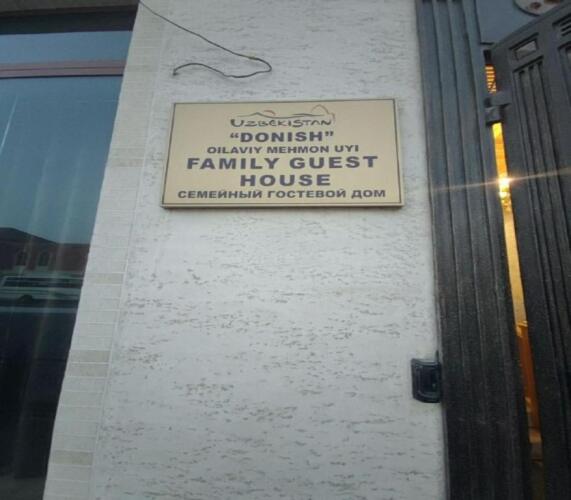 UZBEKISTAN
"DONISH"
OILAVIY MEHMON UYI
FAMILY GUEST
HOUSE
СЕМЕЙНЫЙ ГОСТЕВОЙ ДОМ